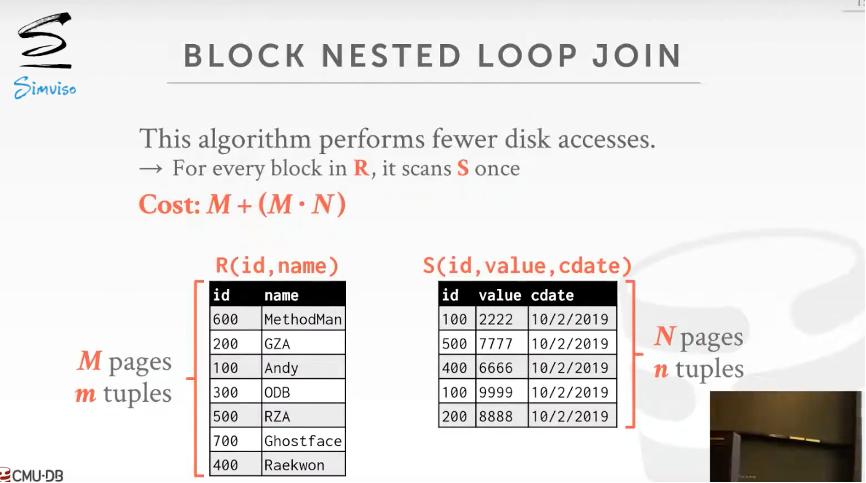 Simviso
BLOCK NESTED LOOP JOIN
This algorithm performs fewer disk accesses.
→ For every block in R, it scans S once
Cost: M + (M · N)
R(id,name)
id name
600 MethodMan
200 GZA
100 Andy
300 ODB
500 RZA
700 Ghostface
400 Raekwon
M pages
m tuples
S(id,value,cdate)
id value cdate
100 2222 10/2/2019
500 7777 10/2/2019
400 6666 10/2/2019
100 9999 10/2/2019
200 8888 10/2/2019
N pages
n tuples
CMU·DB